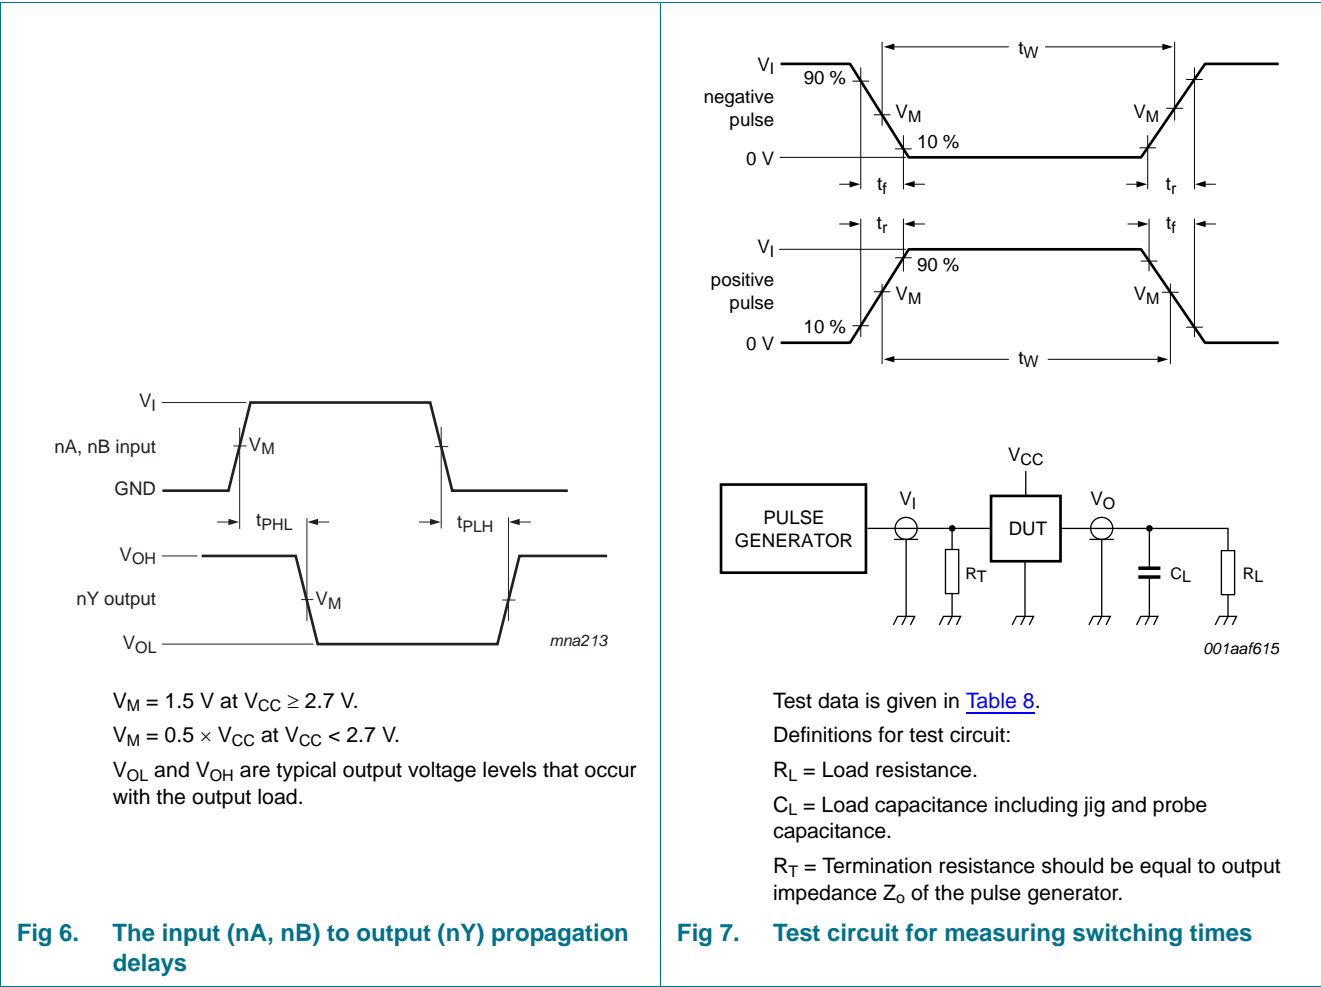 VI
nA, nB input
VM
GND
tPHL
tPLH
VOH
nY output
VM
VOL
mna213
VM = 1.5 V at VCC ≥ 2.7 V.
VM = 0.5 × VCC at VCC < 2.7 V.
VOL and VOH are typical output voltage levels that occur
with the output load.
Fig 6. The input (nA, nB) to output (nY) propagation
delays
tW
VI
90 %
negative
pulse
VM
VM
10 %
0 V
tf
tr
tr
tf
VI
90 %
positive
pulse
VM
VM
10 %
0 V
tW
VCC
PULSE
GENERATOR
VI
DUT
VO
RT
CL
RL
001aaf615
Test data is given in Table 8.
Definitions for test circuit:
RL = Load resistance.
CL = Load capacitance including jig and probe
capacitance.
RT = Termination resistance should be equal to output
impedance Zo of the pulse generator.
Fig 7. Test circuit for measuring switching times